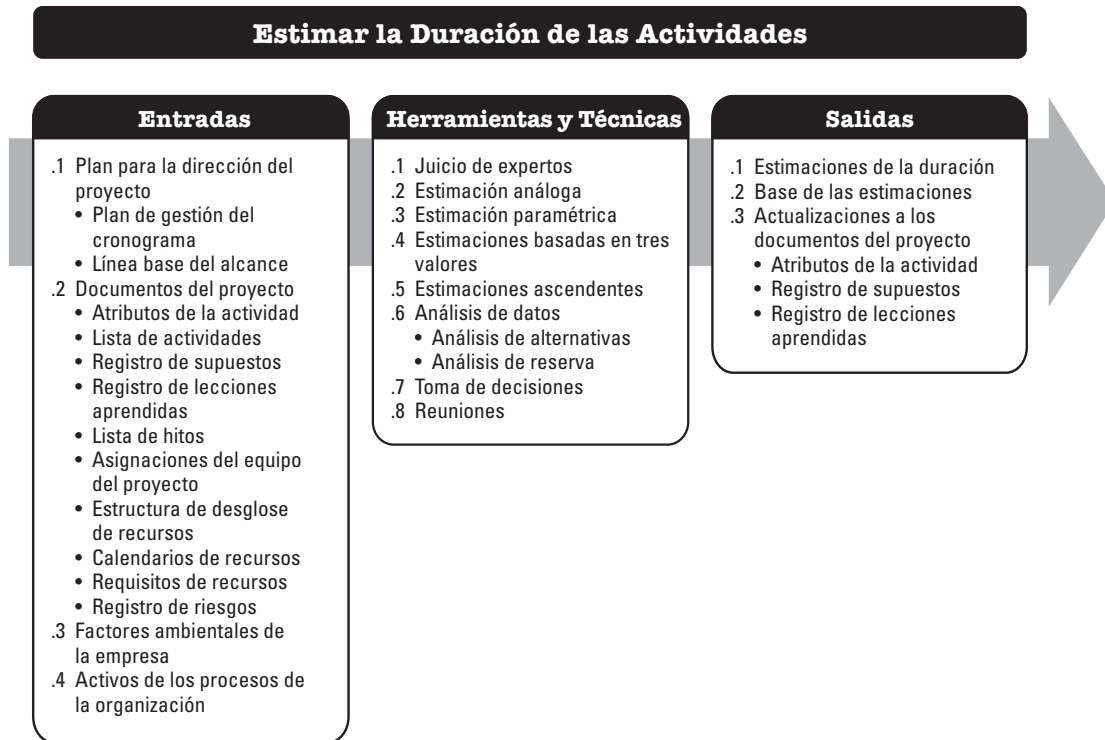 Estimar la Duración de las Actividades
Entradas
.1 Plan para la dirección del
proyecto
• Plan de gestión del
cronograma
• Línea base del alcance
.2 Documentos del proyecto
• Atributos de la actividad
• Lista de actividades
• Registro de supuestos
• Registro de lecciones
aprendidas
• Lista de hitos
• Asignaciones del equipo
del proyecto
• Estructura de desglose
de recursos
• Calendarios de recursos
• Requisitos de recursos
• Registro de riesgos
.3 Factores ambientales de
la empresa
.4 Activos de los procesos de
la organización
Herramientas y Técnicas
.1 Juicio de expertos
.2 Estimación análoga
.3 Estimación paramétrica
.4 Estimaciones basadas en tres
valores
.5 Estimaciones ascendentes
.6 Análisis de datos
• Análisis de alternativas
• Análisis de reserva
.7 Toma de decisiones
.8 Reuniones
Salidas
.1 Estimaciones de la duración
.2 Base de las estimaciones
.3 Actualizaciones a los
documentos del proyecto
• Atributos de la actividad
• Registro de supuestos
• Registro de lecciones
aprendidas